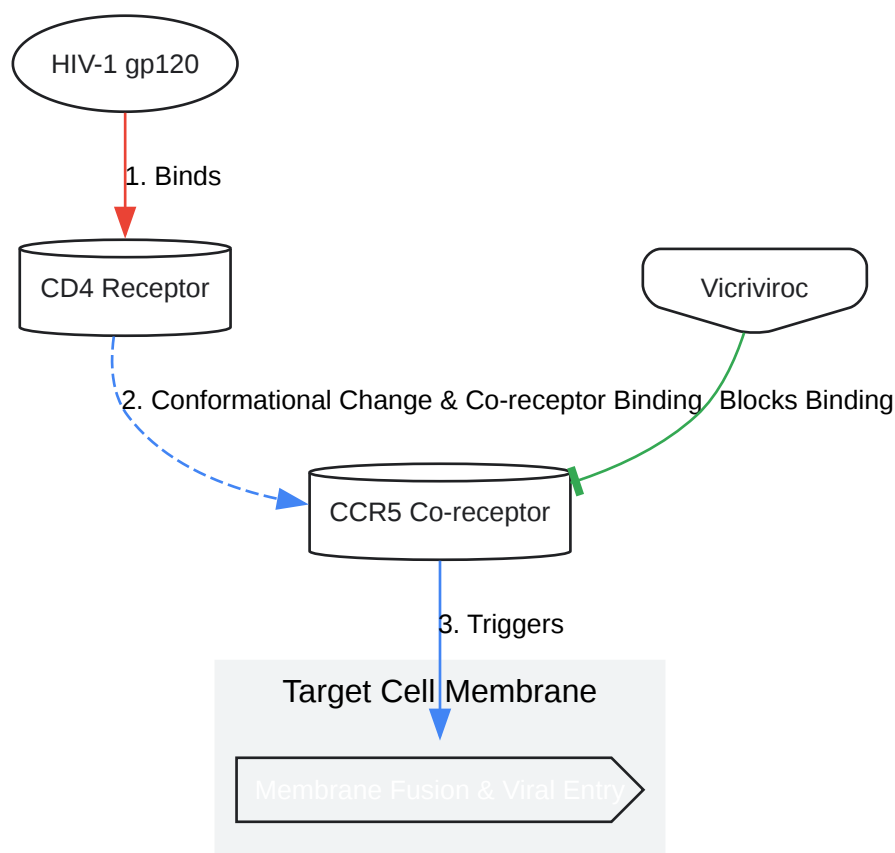 HIV-1 gp120
1. Binds
CD4 Receptor
Vicriviroc
2. Conformational Change & Co-receptor Binding
Blocks Binding
CCR5 Co-receptor
3. Triggers
Target Cell Membrane
Membrane Fusion & Viral Entry